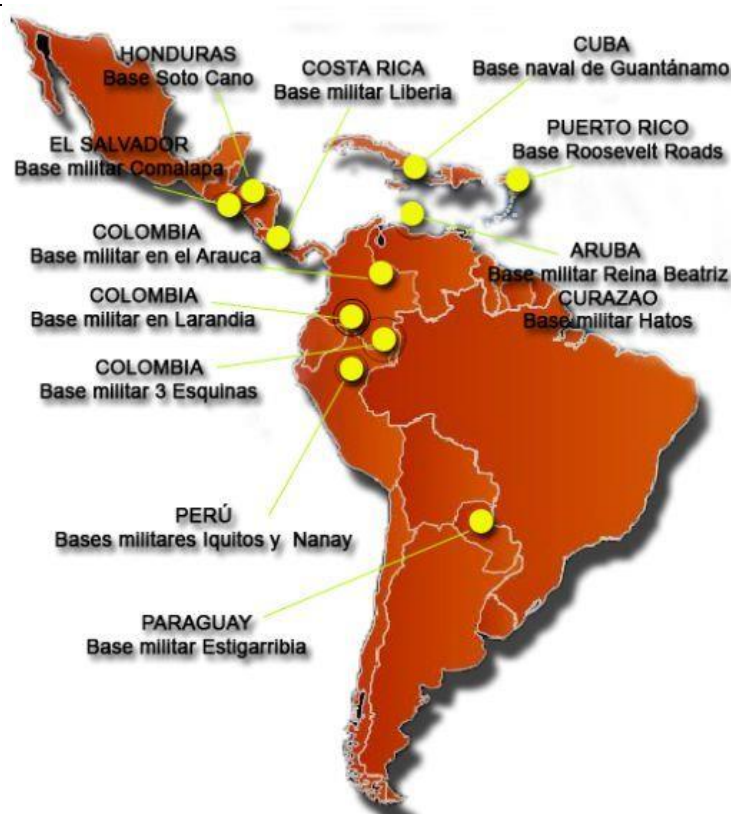 HONDURAS
Base Soto Cano
COSTA RICA
Base militar Liberia
CUBA
Base naval de Guantánamo
EL SALVADOR
Base militar Comalapa
PUERTO RICO
Base Roosevelt Roads
COLOMBIA
Base militar en el Arauca
ARUBA
Base militar Reina Beatriz
COLOMBIA
Base militar en Larandia
CURAZAO
Base militar Hatos
COLOMBIA
Base militar 3 Esquinas
PERÚ
Bases militares Iquitos y Nanay
PARAGUAY
Base militar Estigarribia